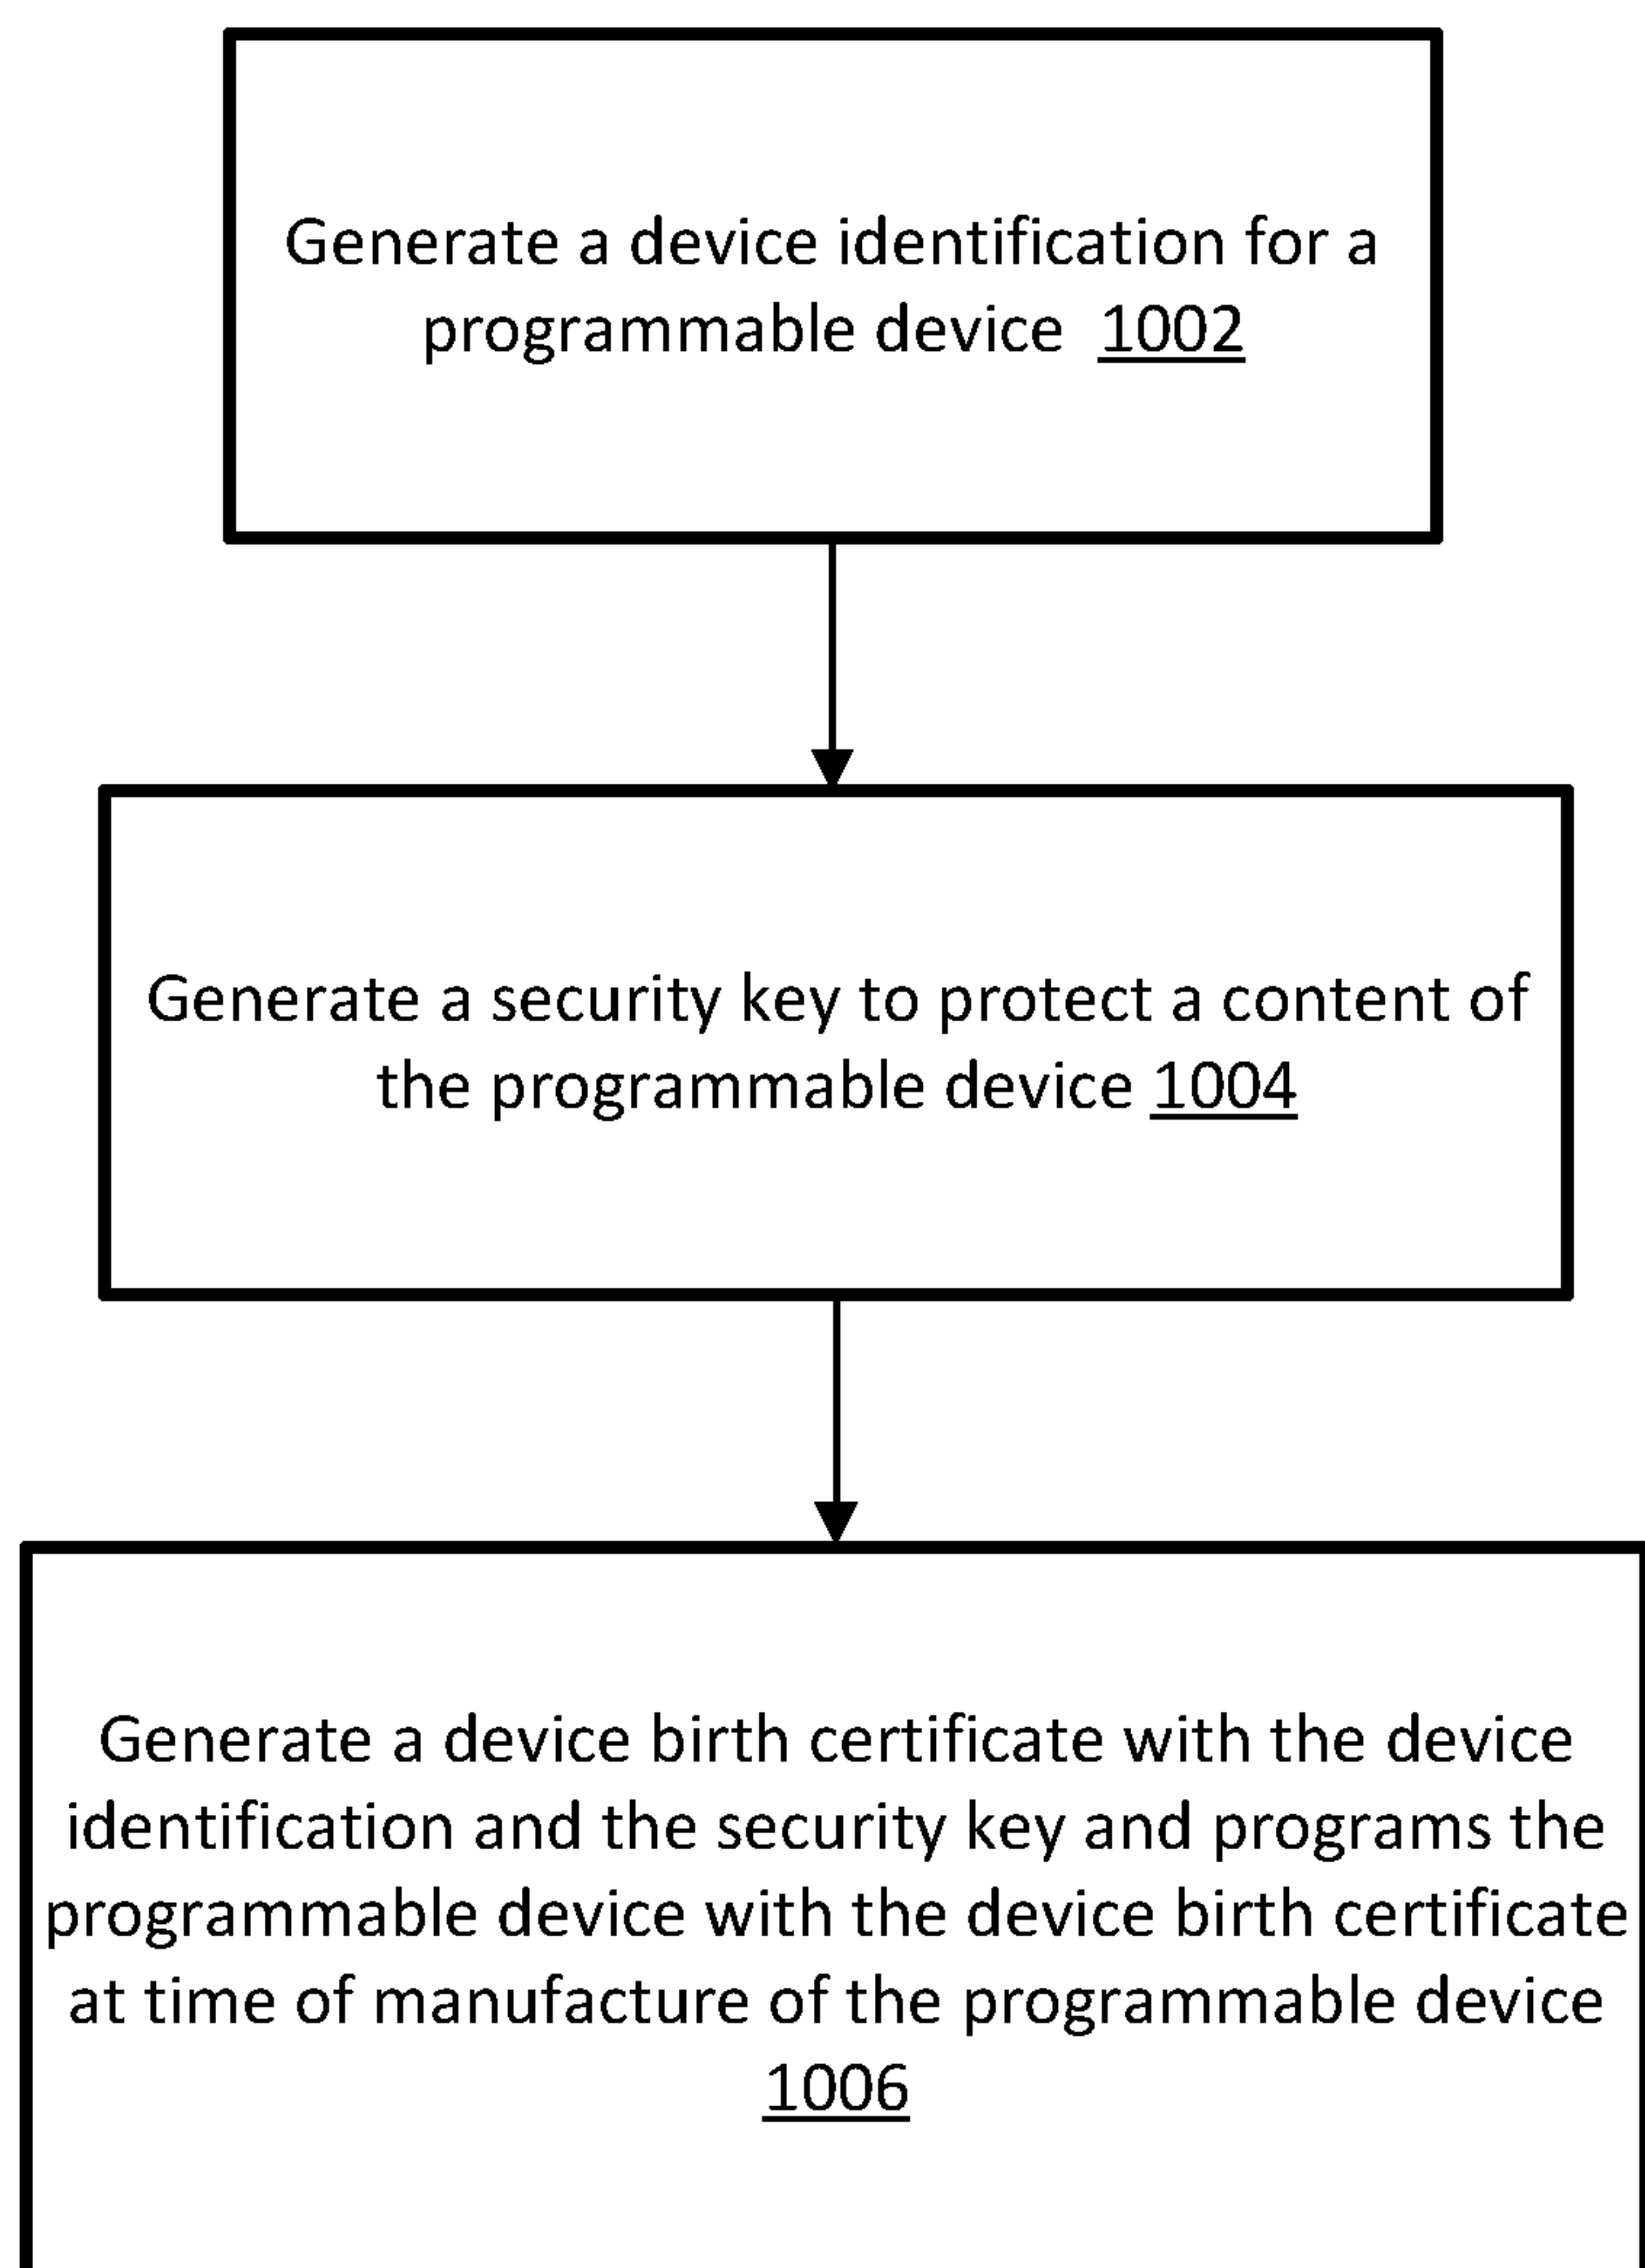 Generate a device identification for a
programmable device 1002
Generate a security key to protect a content of
the programmable device 1004
Generate a device birth certificate with the device
identification and the security key and programs the
programmable device with the device birth certificate
at time of manufacture of the programmable device
1006